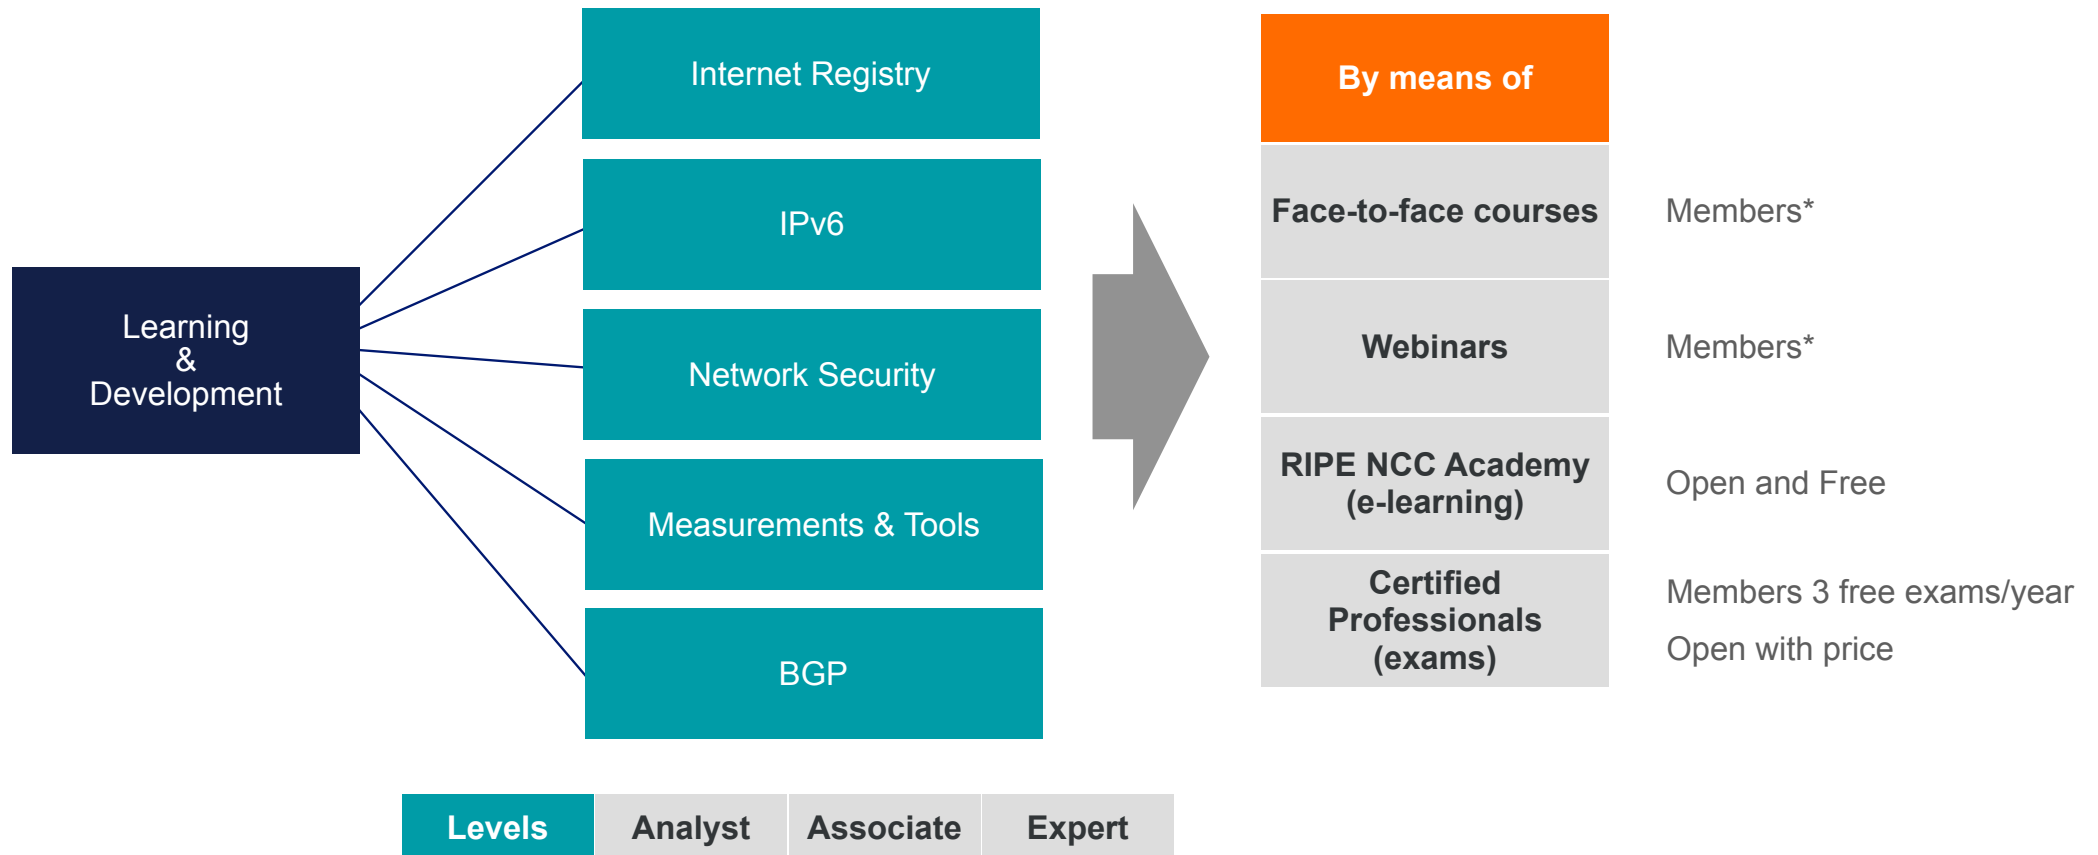 Learning
&
Development
Internet Registry
IPv6
Network Security
Measurements & Tools
BGP
By means of
Face-to-face courses
Members*
Webinars
Members*
RIPE NCC Academy
(e-learning)
Open and Free
Certified
Professionals
(exams)
Members 3 free exams/year
Open with price
Levels Analyst Associate Expert